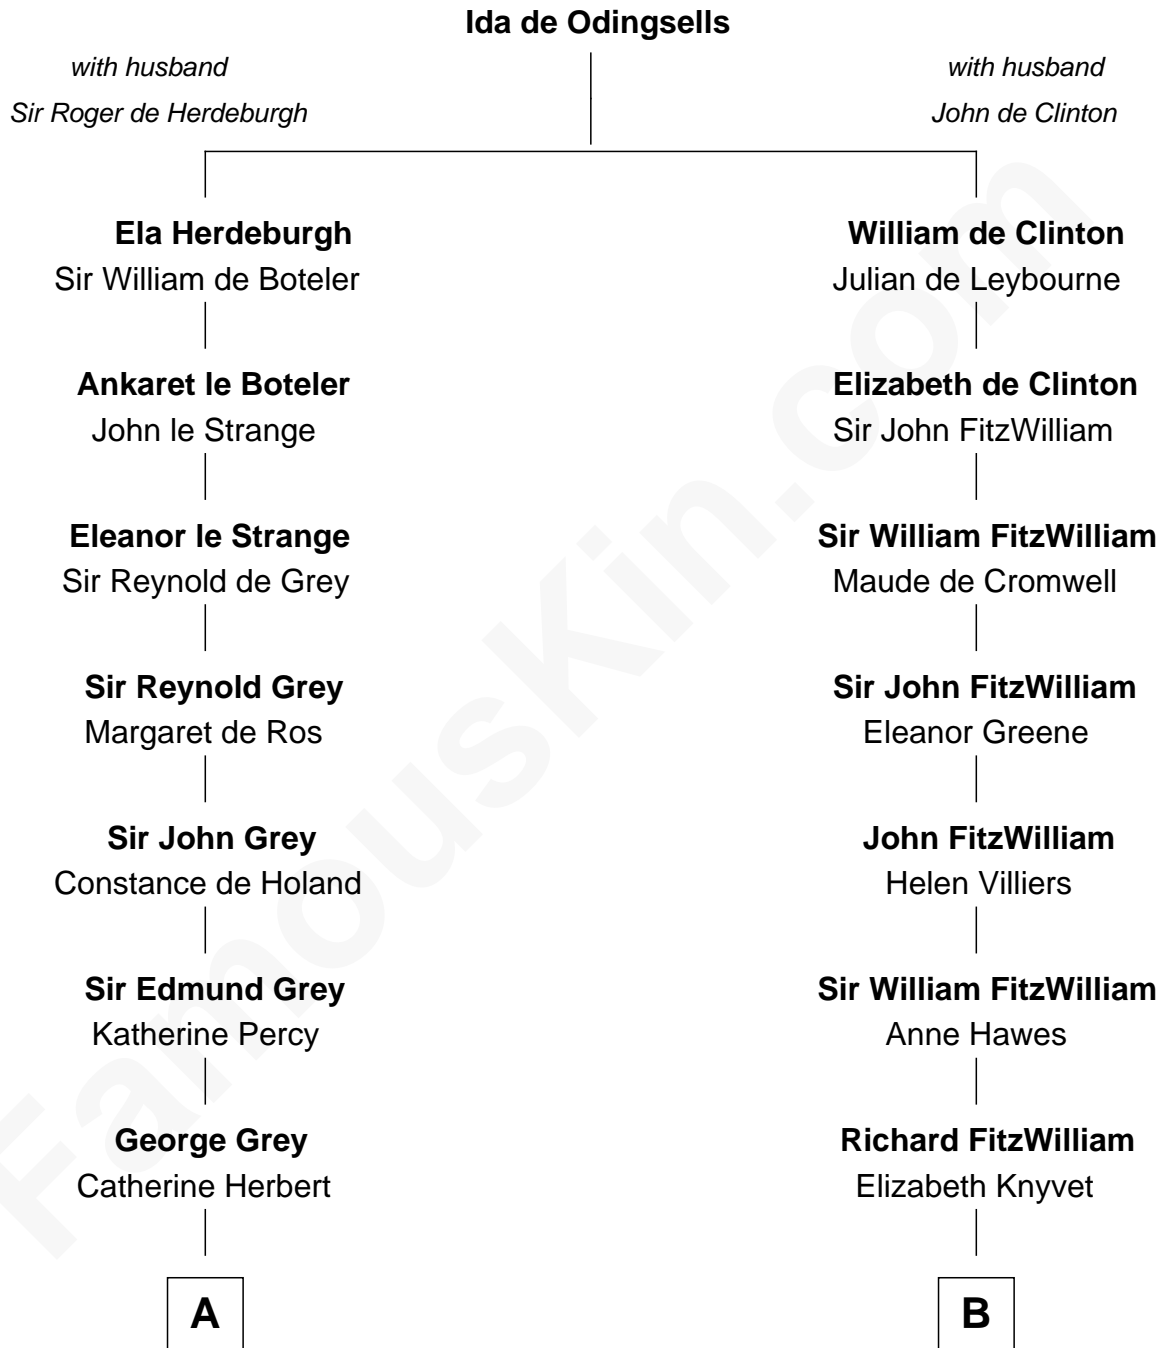 Ida de Odingsells
with husband
Sir Roger de Herdeburgh
with husband
John de Clinton
Ela Herdeburgh
Sir William de Boteler
William de Clinton
Julian de Leybourne
Ankaret le Boteler
John le Strange
Elizabeth de Clinton
Sir John FitzWilliam
Eleanor le Strange
Sir Reynold de Grey
Sir William FitzWilliam
Maude de Cromwell
Sir Reynold Grey
Margaret de Ros
Sir John FitzWilliam
Eleanor Greene
Sir John Grey
Constance de Holand
John FitzWilliam
Helen Villiers
Sir Edmund Grey
Katherine Percy
Sir William FitzWilliam
Anne Hawes
George Grey
Catherine Herbert
Richard FitzWilliam
Elizabeth Knyvet
A
B
FamousKin.com